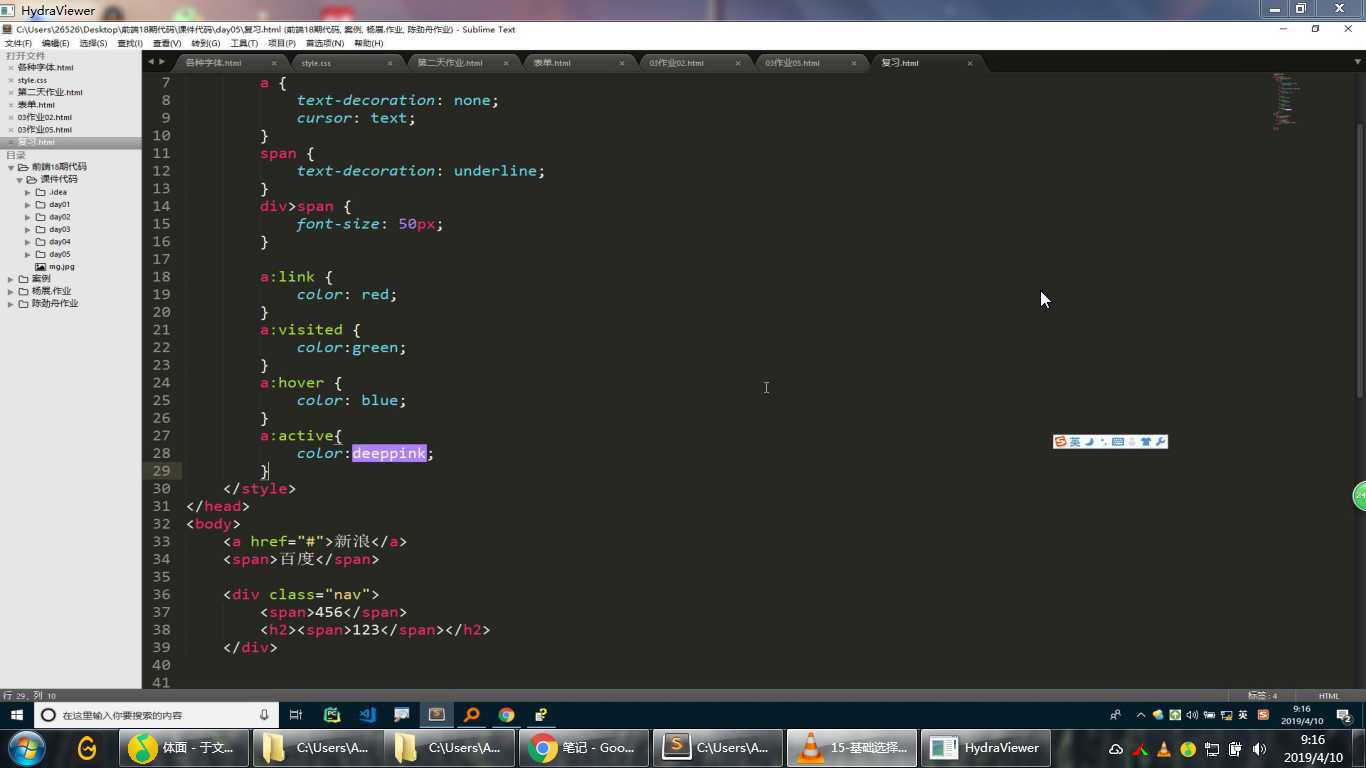 HydraViewer
C:\Users\26526\Desktop\前端18期代码\课件代码\day05\复习.html (前端18期代码, 案例, 杨展.作业, 陈劲舟作业) - Sublime Text
文件(F) 编辑(E) 选择(S) 查找(I) 查看(V) 转到(G) 工具(T) 项目(P) 首选项(N) 帮助(H)
打开文件
各种字体.html
style.css
第二天作业.html
表单.html
03作业02.html
03作业05.html
复习.html
目录
前端18期代码
课件代码
.idea
day01
day02
day03
day04
day05
mg.jpg
案例
杨展.作业
陈劲舟作业
各种字体.html style.css 第二天作业.html 表单.html 03作业02.html 03作业05.html 复习.html
7 a {
8 text-decoration: none;
9 cursor: text;
10 }
11 span {
12 text-decoration: underline;
13 }
14 div>span {
15 font-size: 50px;
16 }
17
18 a:link {
19 color: red;
20 }
21 a:visited {
22 color:green;
23 }
24 a:hover {
25 color: blue;
26 }
27 a:active{
28 color:deeppink;
29 }
30 </style>
31 </head>
32 <body>
33 <a href="#">新浪</a>
34 <span>百度</span>
35
36 <div class="nav">
37 <span>456</span>
38 <h2><span>123</span></h2>
39 </div>
40
41
英
24
行 29, 列 10 标签: 4 HTML
在这里输入你要搜索的内容
英
9:16
2019/4/10
2
体面 - 于文...
C:\Users\A...
C:\Users\A...
笔记 - Goo...
C:\Users\A...
15-基础选择...
HydraViewer
9:16
2019/4/10